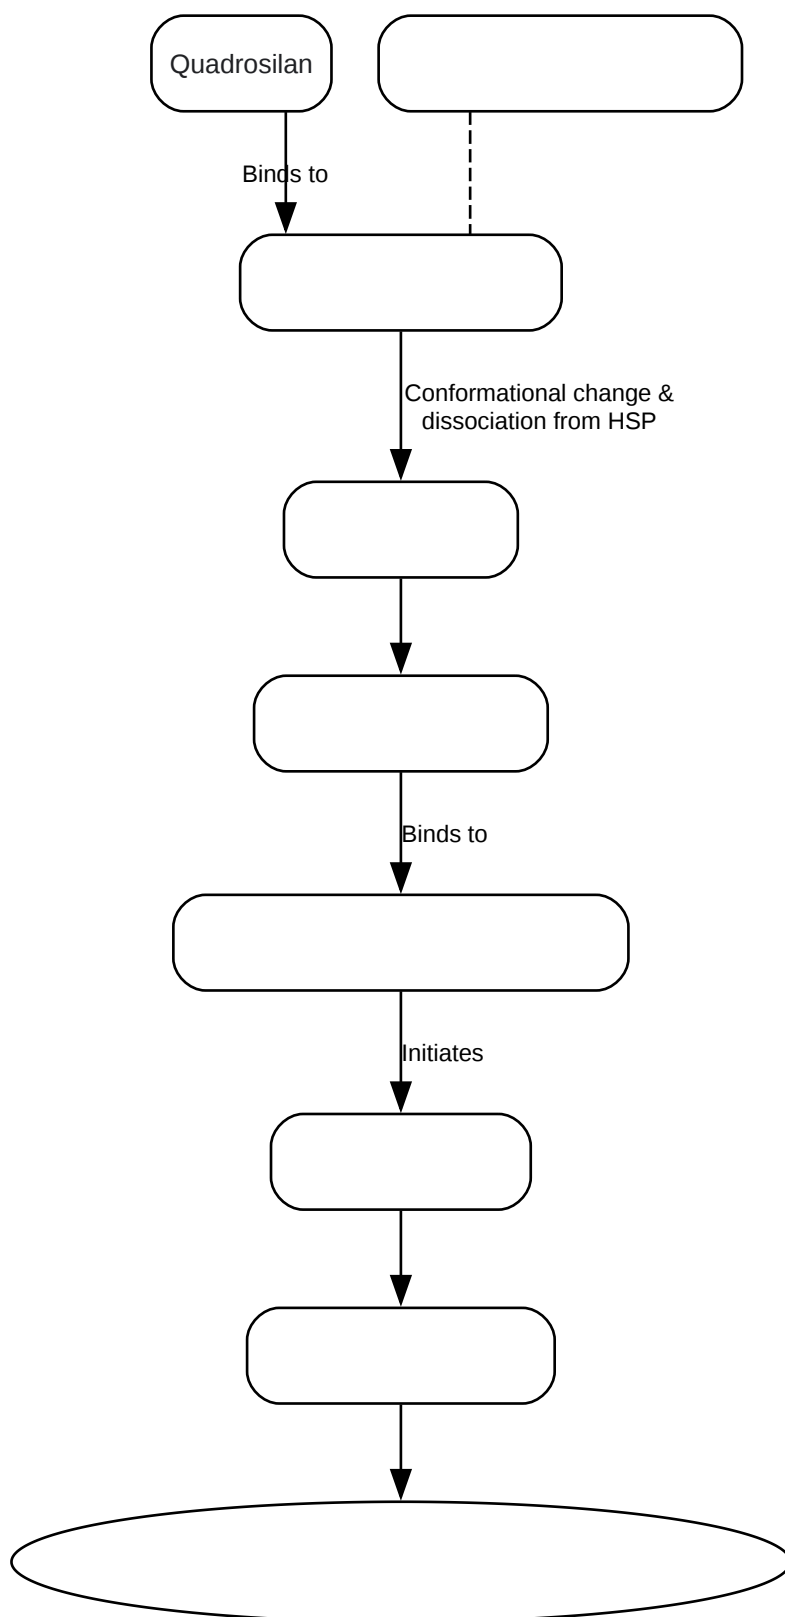 Quadrosilan
Binds to
Conformational change &
dissociation from HSP
Binds to
Initiates